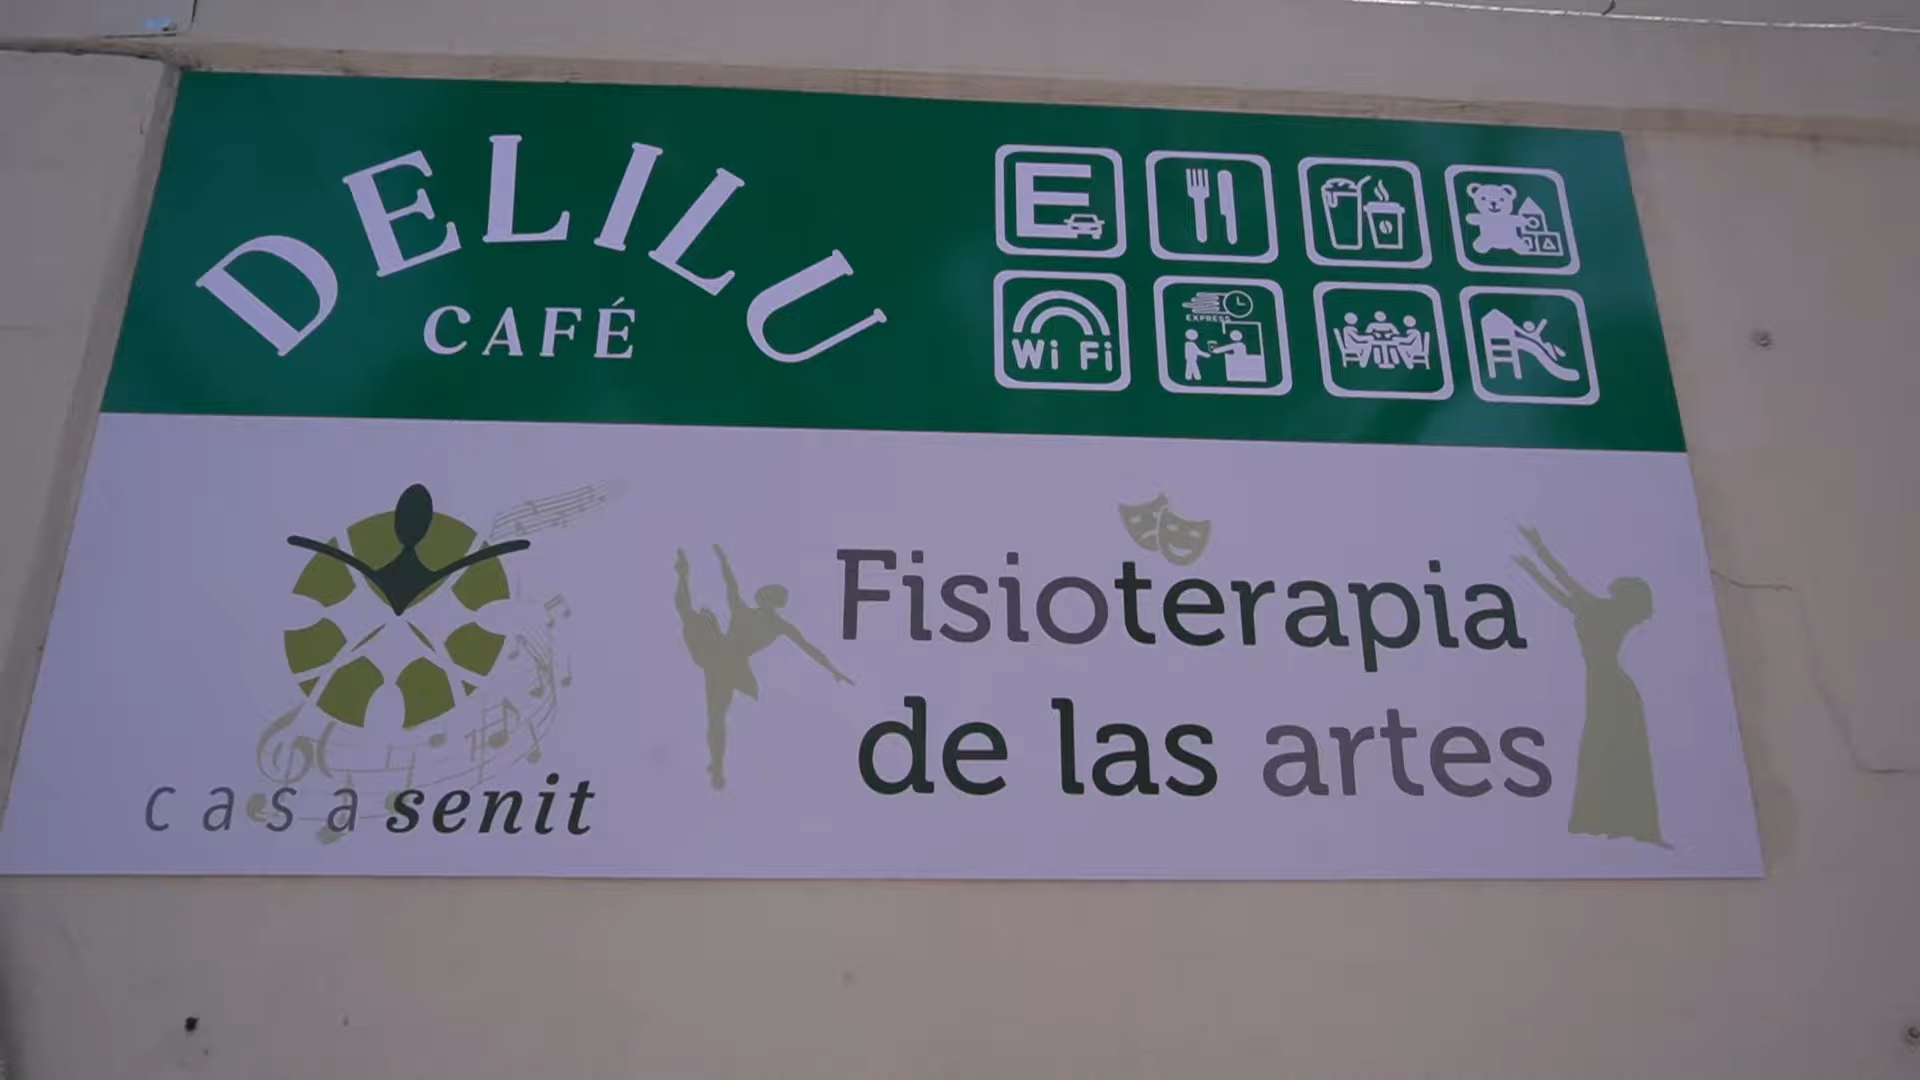 DELILU
CAFÉ
E
Wi Fi
EXPRESS
Fisioterapia
de las artes
casasenit